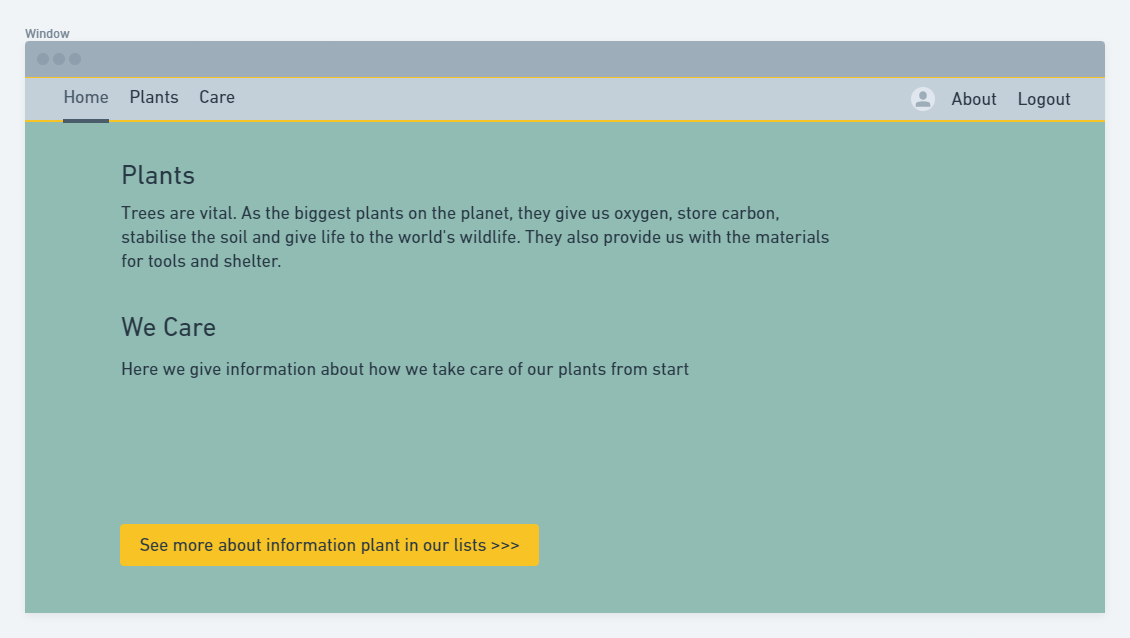 Window
Home Plants Care About Logout
Plants
Trees are vital. As the biggest plants on the planet, they give us oxygen, store carbon,
stabilise the soil and give life to the world's wildlife. They also provide us with the materials
for tools and shelter.
We Care
Here we give information about how we take care of our plants from start
See more about information plant in our lists >>>